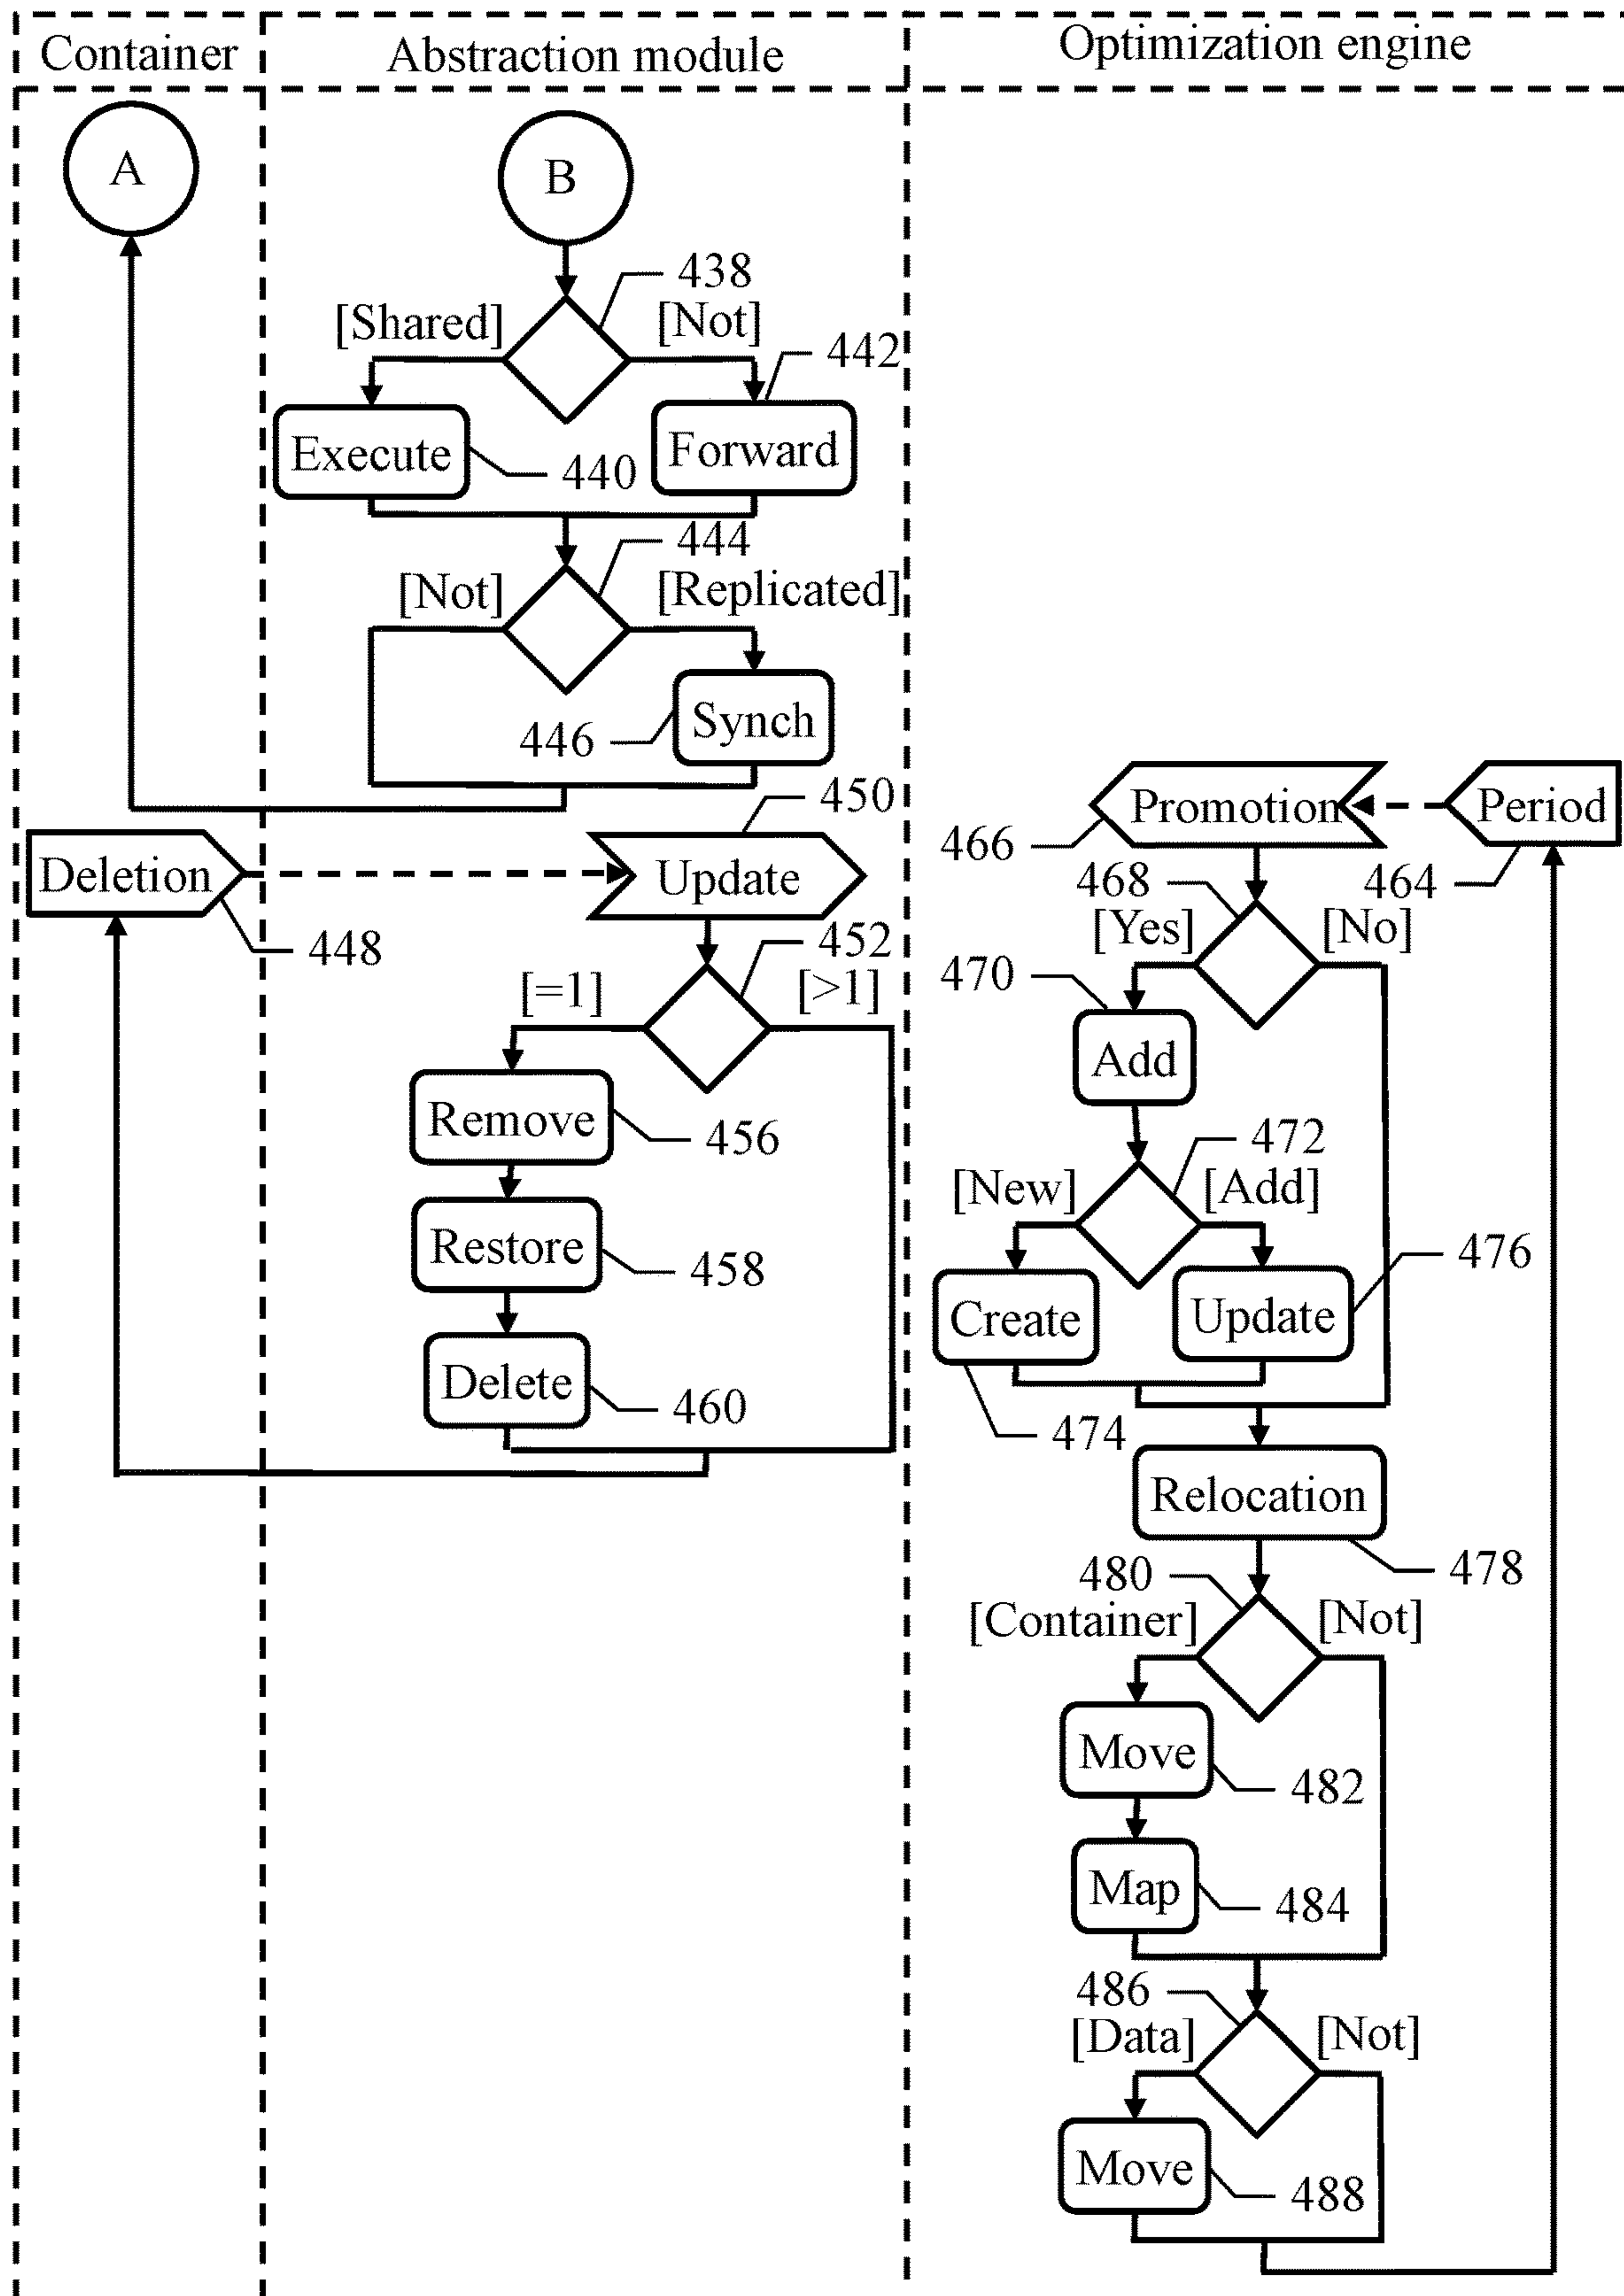 Container
Abstraction module
Optimization engine
A
B
438
[Shared]
[Not]
442
Execute
440
Forward
444
[Not]
[Replicated]
446
Synch
450
Deletion
448
Update
452
[=1]
[>1]
Remove
456
Restore
458
Delete
460
Promotion
Period
466
464
468
[Yes]
[No]
470
Add
472
[New]
[Add]
476
Create
Update
474
Relocation
478
480
[Container]
[Not]
Move
482
Map
484
486
[Data]
[Not]
Move
488